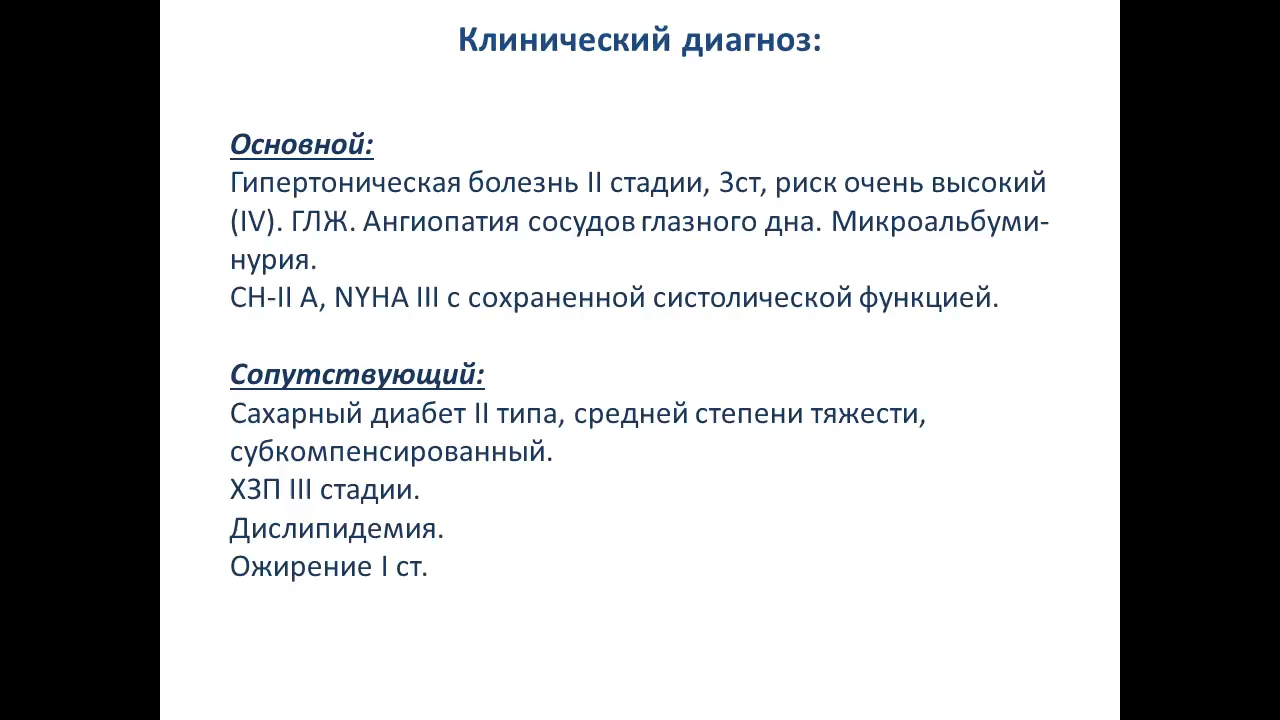 Клинический диагноз:
Основной:
Гипертоническая болезнь II стадии, 3ст, риск очень высокий
(IV). ГЛЖ. Ангиопатия сосудов глазного дна. Микроальбуми-
нурия.
СН-II А, NYHA III с сохраненной систолической функцией.
Сопутствующий:
Сахарный диабет II типа, средней степени тяжести,
субкомпенсированный.
ХЗП III стадии.
Дислипидемия.
Ожирение I ст.